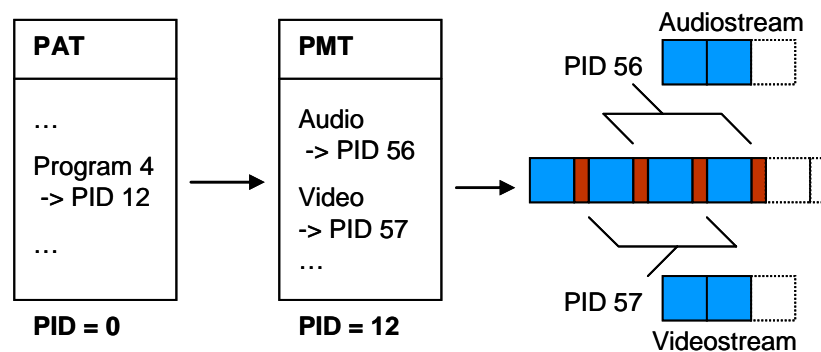 PAT
…
Program 4
-> PID 12
…
PID = 0
PMT
Audio
-> PID 56
Video
-> PID 57
…
PID = 12
Audiostream
PID 56
PID 57
Videostream